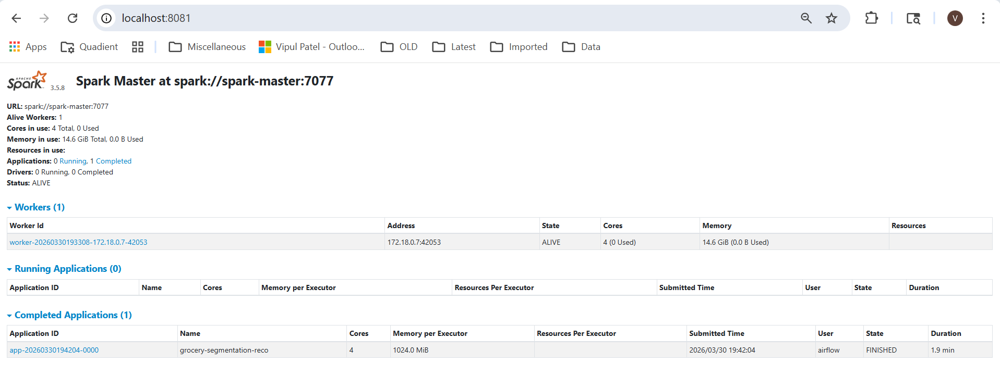 localhost:8081
V
Apps Quadient Miscellaneous Vipul Patel - Outloo... OLD Latest Imported Data
APACHE Spark 3.5.8 Spark Master at spark://spark-master:7077
URL: spark://spark-master:7077
Alive Workers: 1
Cores in use: 4 Total, 0 Used
Memory in use: 14.6 GiB Total, 0.0 B Used
Resources in use:
Applications: 0 Running, 1 Completed
Drivers: 0 Running, 0 Completed
Status: ALIVE
Workers (1)
Worker Id Address State Cores Memory Resources
worker-20260330193308-172.18.0.7-42053 172.18.0.7:42053 ALIVE 4 (0 Used) 14.6 GiB (0.0 B Used)
Running Applications (0)
Application ID Name Cores Memory per Executor Resources Per Executor Submitted Time User State Duration
Completed Applications (1)
Application ID Name Cores Memory per Executor Resources Per Executor Submitted Time User State Duration
app-20260330194204-0000 grocery-segmentation-reco 4 1024.0 MiB 2026/03/30 19:42:04 airflow FINISHED 1.9 min